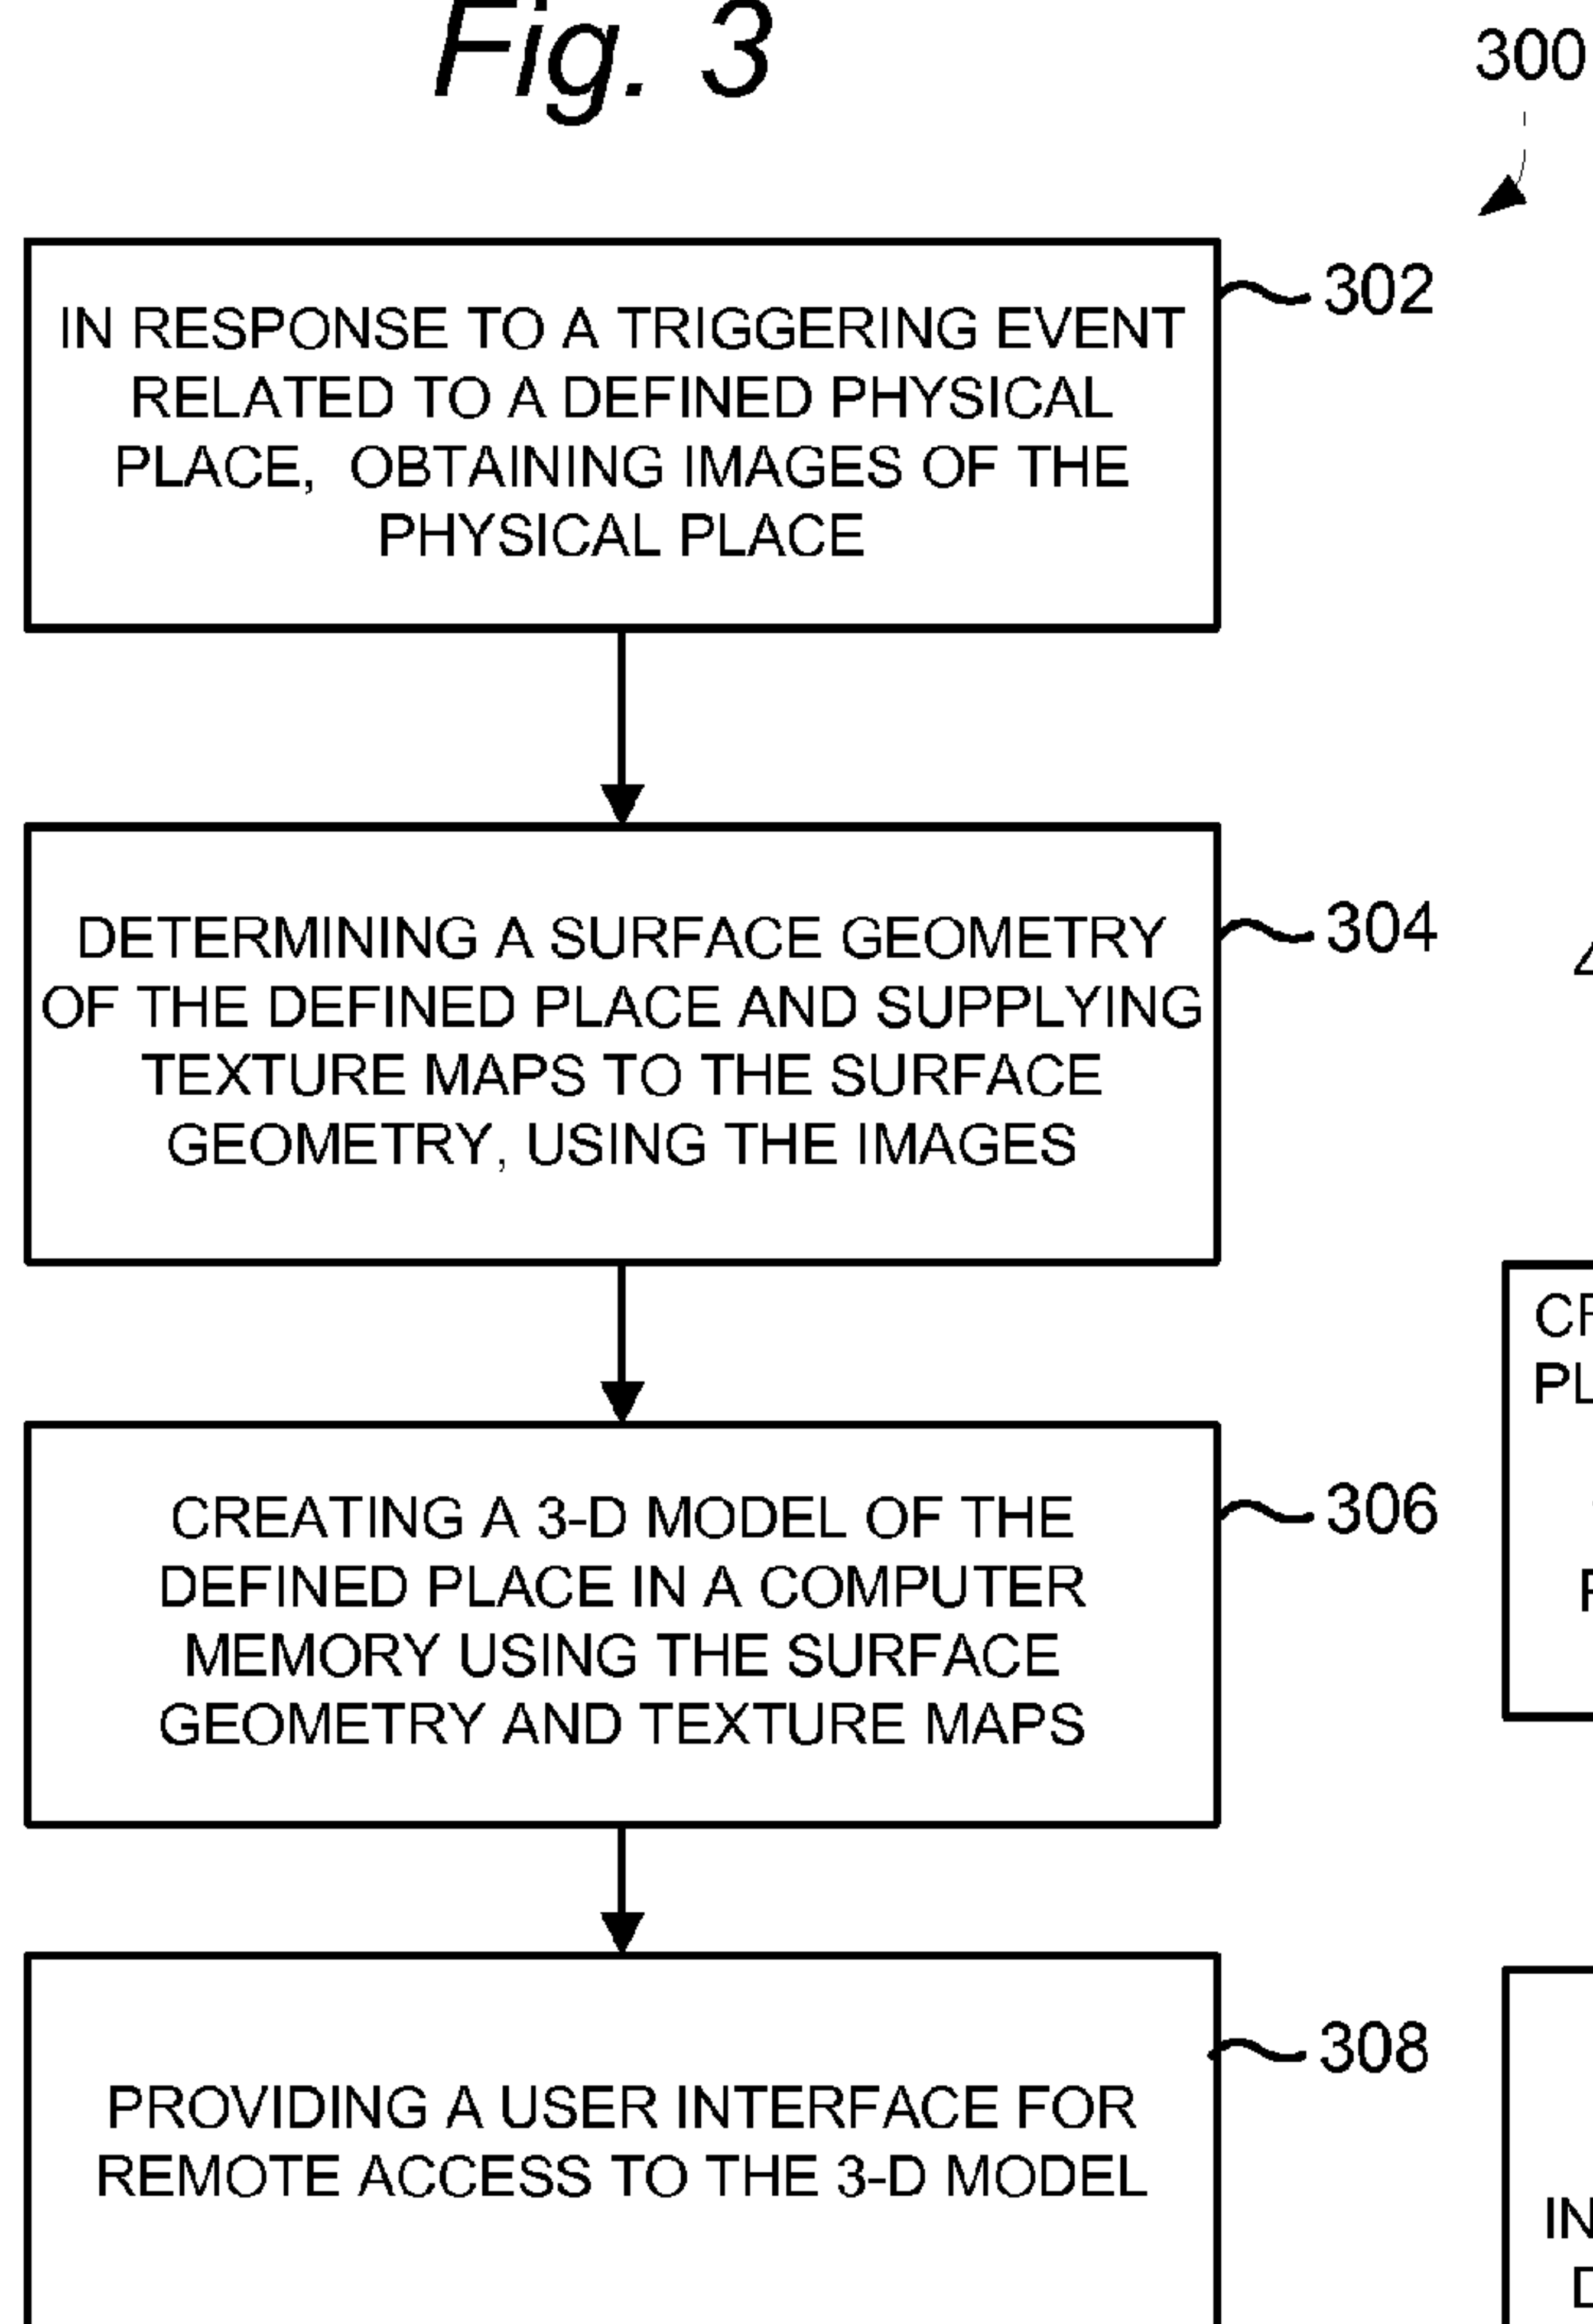 Fig. 3
300
IN RESPONSE TO A TRIGGERING EVENT
RELATED TO A DEFINED PHYSICAL
PLACE, OBTAINING IMAGES OF THE
PHYSICAL PLACE
302
DETERMINING A SURFACE GEOMETRY
OF THE DEFINED PLACE AND SUPPLYING
TEXTURE MAPS TO THE SURFACE
GEOMETRY, USING THE IMAGES
304
CREATING A 3-D MODEL OF THE
DEFINED PLACE IN A COMPUTER
MEMORY USING THE SURFACE
GEOMETRY AND TEXTURE MAPS
306
PROVIDING A USER INTERFACE FOR
REMOTE ACCESS TO THE 3-D MODEL
308